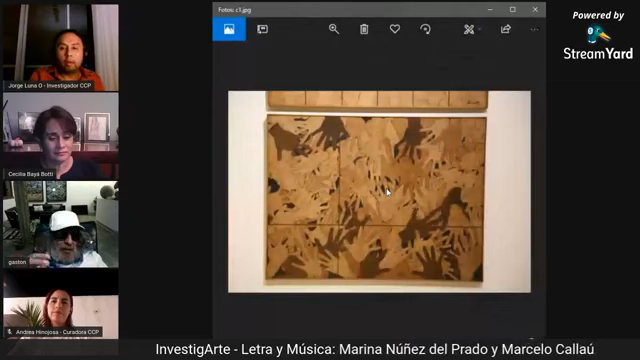 Fotos: c1.jpg
Powered by
StreamYard
Jorge Luna O - Investigador CCP
Cecilia Bayá Botti
gaston
Andrea Hinojosa - Curadora CCP
InvestigArte - Letra y Música: Marina Núñez del Prado y Marcelo Callaú